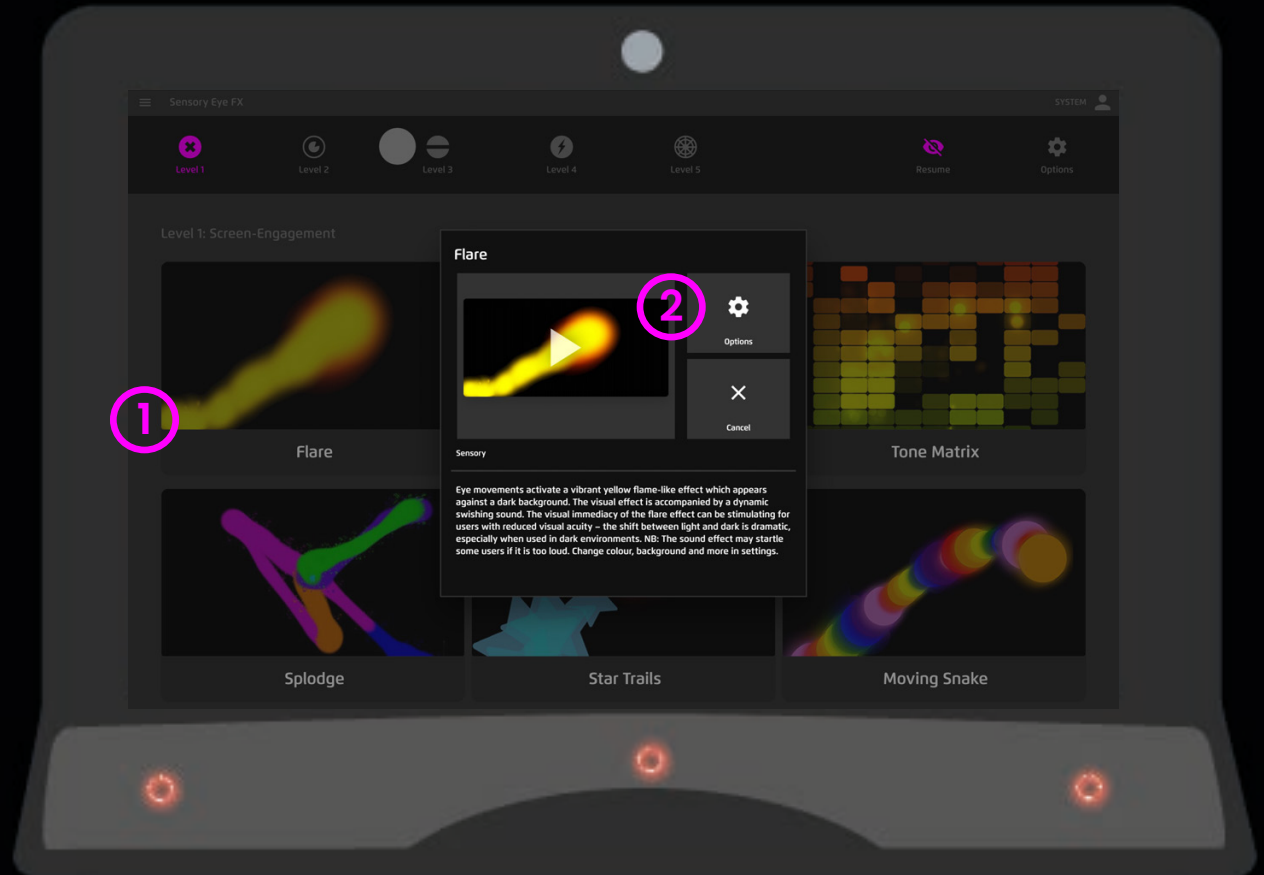 Sensory Eye FX
SYSTEM
Level 1
Level 2
Level 3
Level 4
Level 5
Resume
Options
Level 1: Screen-Engagement
Flare
2
Options
Cancel
Sensory
Eye movements activate a vibrant yellow flame-like effect which appears
against a dark background. The visual effect is accompanied by a dynamic
swishing sound. The visual immediacy of the flare effect can be stimulating for
users with reduced visual acuity – the shift between light and dark is dramatic,
especially when used in dark environments. NB: The sound effect may startle
some users if it is too loud. Change colour, background and more in settings.
1
Flare
Tone Matrix
Splodge
Star Trails
Moving Snake